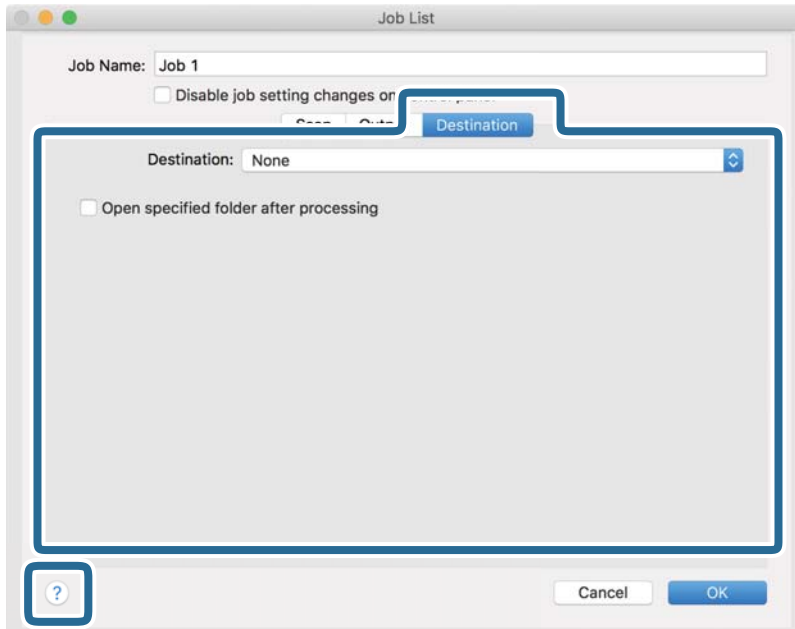 Job List
Job Name: Job 1
Disable job setting changes on
Destination
Destination: None
Open specified folder after processing
? Cancel OK